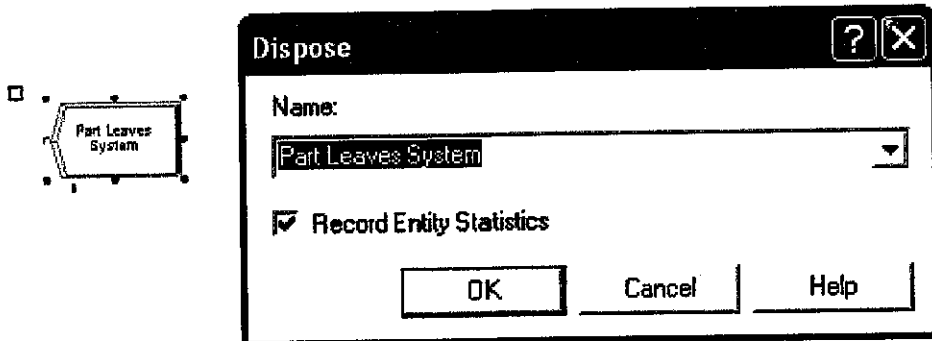 Part Leaves
System
Dispose
Name:
Part Leaves System
Record Entity Statistics
OK
Cancel
Help